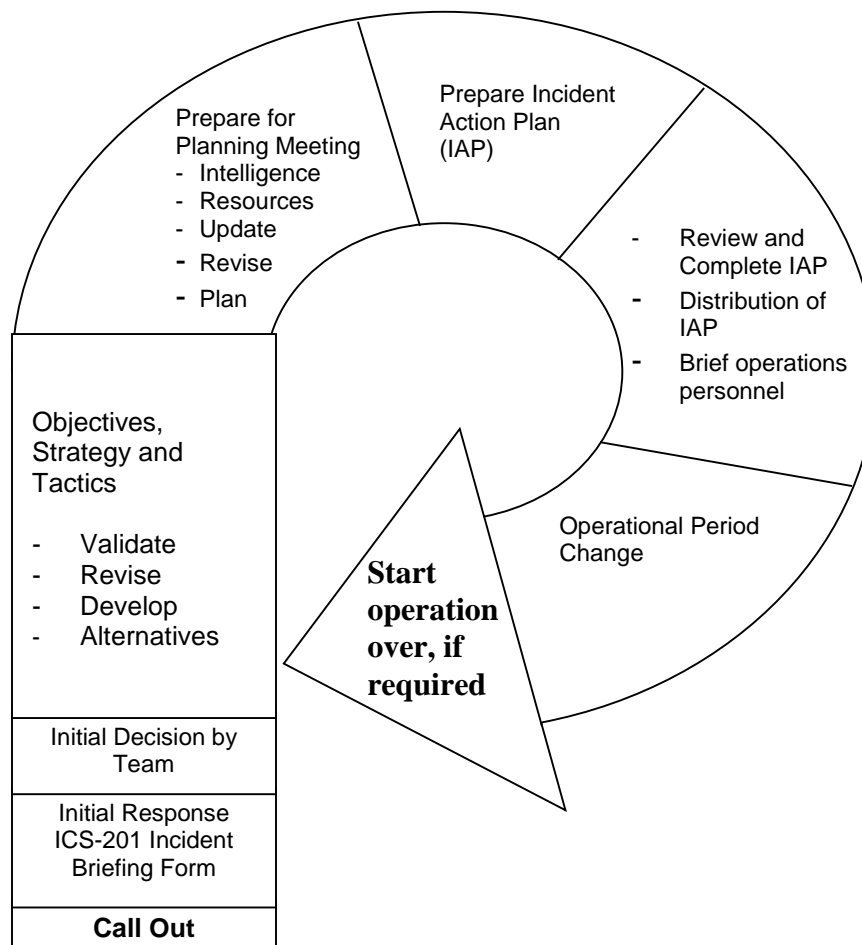 Prepare for
Planning Meeting
- Intelligence
- Resources
- Update
- Revise
- Plan
Prepare Incident
Action Plan
(IAP)
- Review and
Complete IAP
- Distribution of
IAP
- Brief operations
personnel
Operational Period
Change
Start
operation
over, if
required
Objectives,
Strategy and
Tactics
- Validate
- Revise
- Develop
- Alternatives
Initial Decision by
Team
Initial Response
ICS-201 Incident
Briefing Form
Call Out